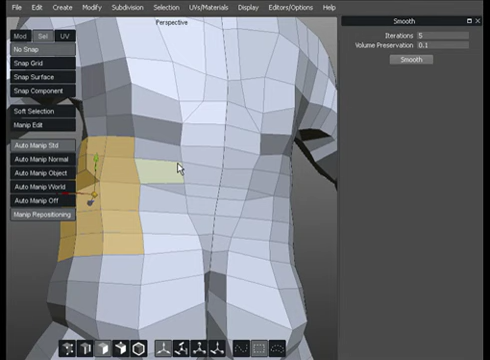 File Edit Create Modify Subdivision Selection UVs/Materials Display Editors/Options Help
Perspective
Smooth
Mod Sel UV
Iterations 5
No Snap
Volume Preservation 0.1
Snap Grid
Smooth
Snap Surface
Snap Component
Soft Selection
Manip Edit
Auto Manip Std
Auto Manip Normal
Auto Manip Object
Auto Manip World
Auto Manip Off
Manip Repositioning